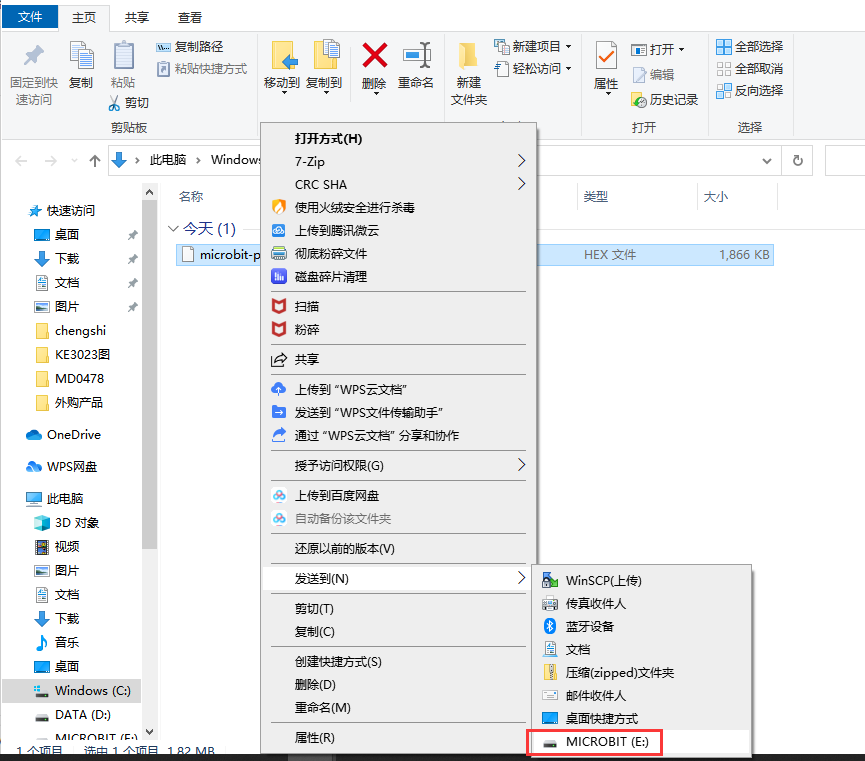 文件
主页
共享
查看
固定到快
速访问
复制
粘贴
复制路径
粘贴快捷方式
剪切
剪贴板
移动到
复制到
删除
重命名
新建
文件夹
新建项目
轻松访问
属性
打开
编辑
历史记录
打开
全部选择
全部取消
反向选择
选择
此电脑
Windows
名称
类型
大小
今天 (1)
microbit-p
HEX 文件
1,866 KB
快速访问
桌面
下载
文档
图片
chengshi
KE3023图
MD0478
外购产品
OneDrive
WPS网盘
此电脑
3D 对象
视频
图片
文档
下载
音乐
桌面
Windows (C:)
DATA (D:)
MICROBIT (E:)
1 个项目
选中 1 个项目
1.82 MB
打开方式(H)
7-Zip
CRC SHA
使用火绒安全进行杀毒
上传到腾讯微云
彻底粉碎文件
磁盘碎片清理
扫描
粉碎
共享
上传到 “WPS云文档”
发送到 “WPS文件传输助手”
通过 “WPS云文档” 分享和协作
授予访问权限(G)
上传到百度网盘
自动备份该文件夹
还原以前的版本(V)
发送到(N)
剪切(T)
复制(C)
创建快捷方式(S)
删除(D)
重命名(M)
属性(R)
WinSCP(上传)
传真收件人
蓝牙设备
文档
压缩(zipped)文件夹
邮件收件人
桌面快捷方式
MICROBIT (E:)